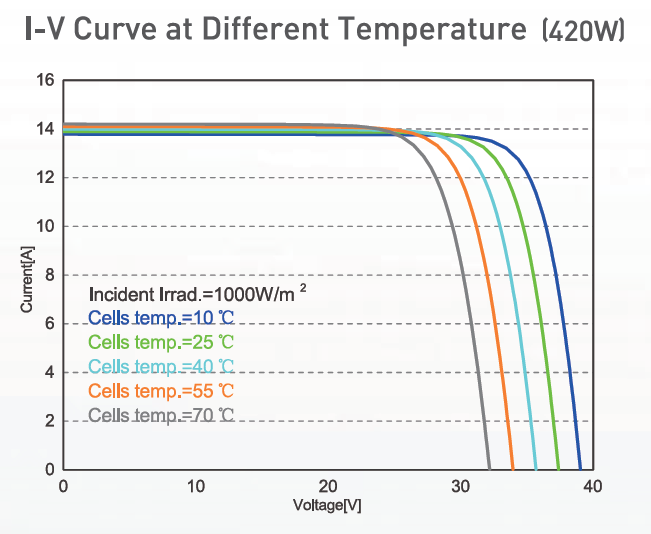 I-V Curve at Different Temperature (420W)
16
14
12
10
8
6
4
2
0
Current[A]
Incident Irrad.=1000W/m ²
Cells temp.=10 ℃
Cells temp.=25 ℃
Cells temp.=40 ℃
Cells temp.=55 ℃
Cells temp.=70 ℃
0 10 20 30 40
Voltage[V]